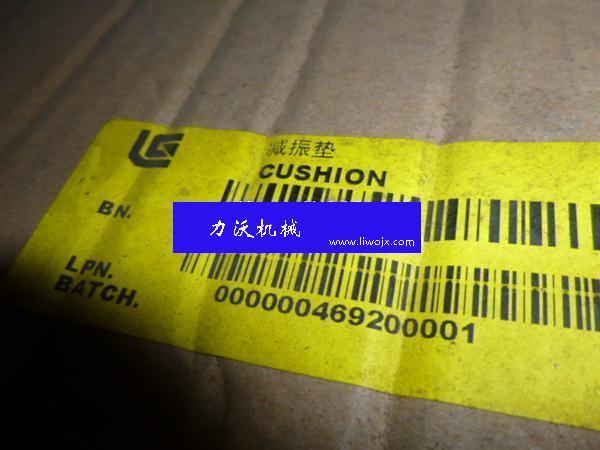 减振垫
CUSHION
BN.
力沃机械
www.liwojx.com
LPN.
BATCH.
000000469200001